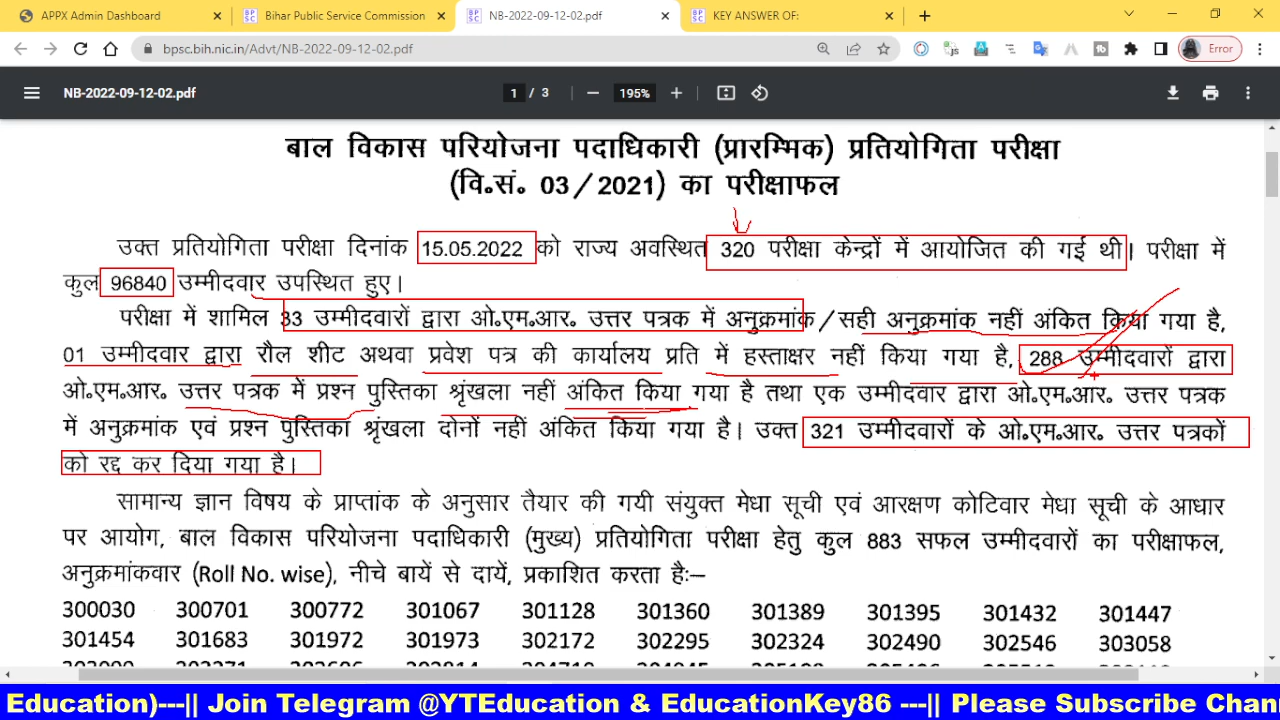 APPX Admin Dashboard
Bihar Public Service Commission
NB-2022-09-12-02.pdf
KEY ANSWER OF:
bpsc.bih.nic.in/Advt/NB-2022-09-12-02.pdf
Error
NB-2022-09-12-02.pdf
1 / 3
195%
बाल विकास परियोजना पदाधिकारी (प्रारम्भिक) प्रतियोगिता परीक्षा
(वि.सं. 03/2021) का परीक्षाफल
उक्त प्रतियोगिता परीक्षा दिनांक 15.05.2022 को राज्य अवस्थित 320 परीक्षा केन्द्रों में आयोजित की गई थी। परीक्षा में
कुल 96840 उम्मीदवार उपस्थित हुए।
परीक्षा में शामिल 33 उम्मीदवारों द्वारा ओ.एम.आर. उत्तर पत्रक में अनुक्रमांक/सही अनुक्रमांक नहीं अंकित किया गया है,
01 उम्मीदवार द्वारा रौल शीट अथवा प्रवेश पत्र की कार्यालय प्रति में हस्ताक्षर नहीं किया गया है, 288 उम्मीदवारों द्वारा
ओ.एम.आर. उत्तर पत्रक में प्रश्न पुस्तिका श्रृंखला नहीं अंकित किया गया है तथा एक उम्मीदवार द्वारा ओ.एम.आर. उत्तर पत्रक
में अनुक्रमांक एवं प्रश्न पुस्तिका श्रृंखला दोनों नहीं अंकित किया गया है। उक्त 321 उम्मीदवारों के ओ.एम.आर. उत्तर पत्रकों
को रद्द कर दिया गया है।
सामान्य ज्ञान विषय के प्राप्तांक के अनुसार तैयार की गयी संयुक्त मेधा सूची एवं आरक्षण कोटिवार मेधा सूची के आधार
पर आयोग, बाल विकास परियोजना पदाधिकारी (मुख्य) प्रतियोगिता परीक्षा हेतु कुल 883 सफल उम्मीदवारों का परीक्षाफल,
अनुक्रमांकवार (Roll No. wise), नीचे बायें से दायें, प्रकाशित करता है:–
300030 300701 300772 301067 301128 301360 301389 301395 301432 301447
301454 301683 301972 301973 302172 302295 302324 302490 302546 303058
Education)---|| Join Telegram @YTEducation & EducationKey86 ---|| Please Subscribe Chan